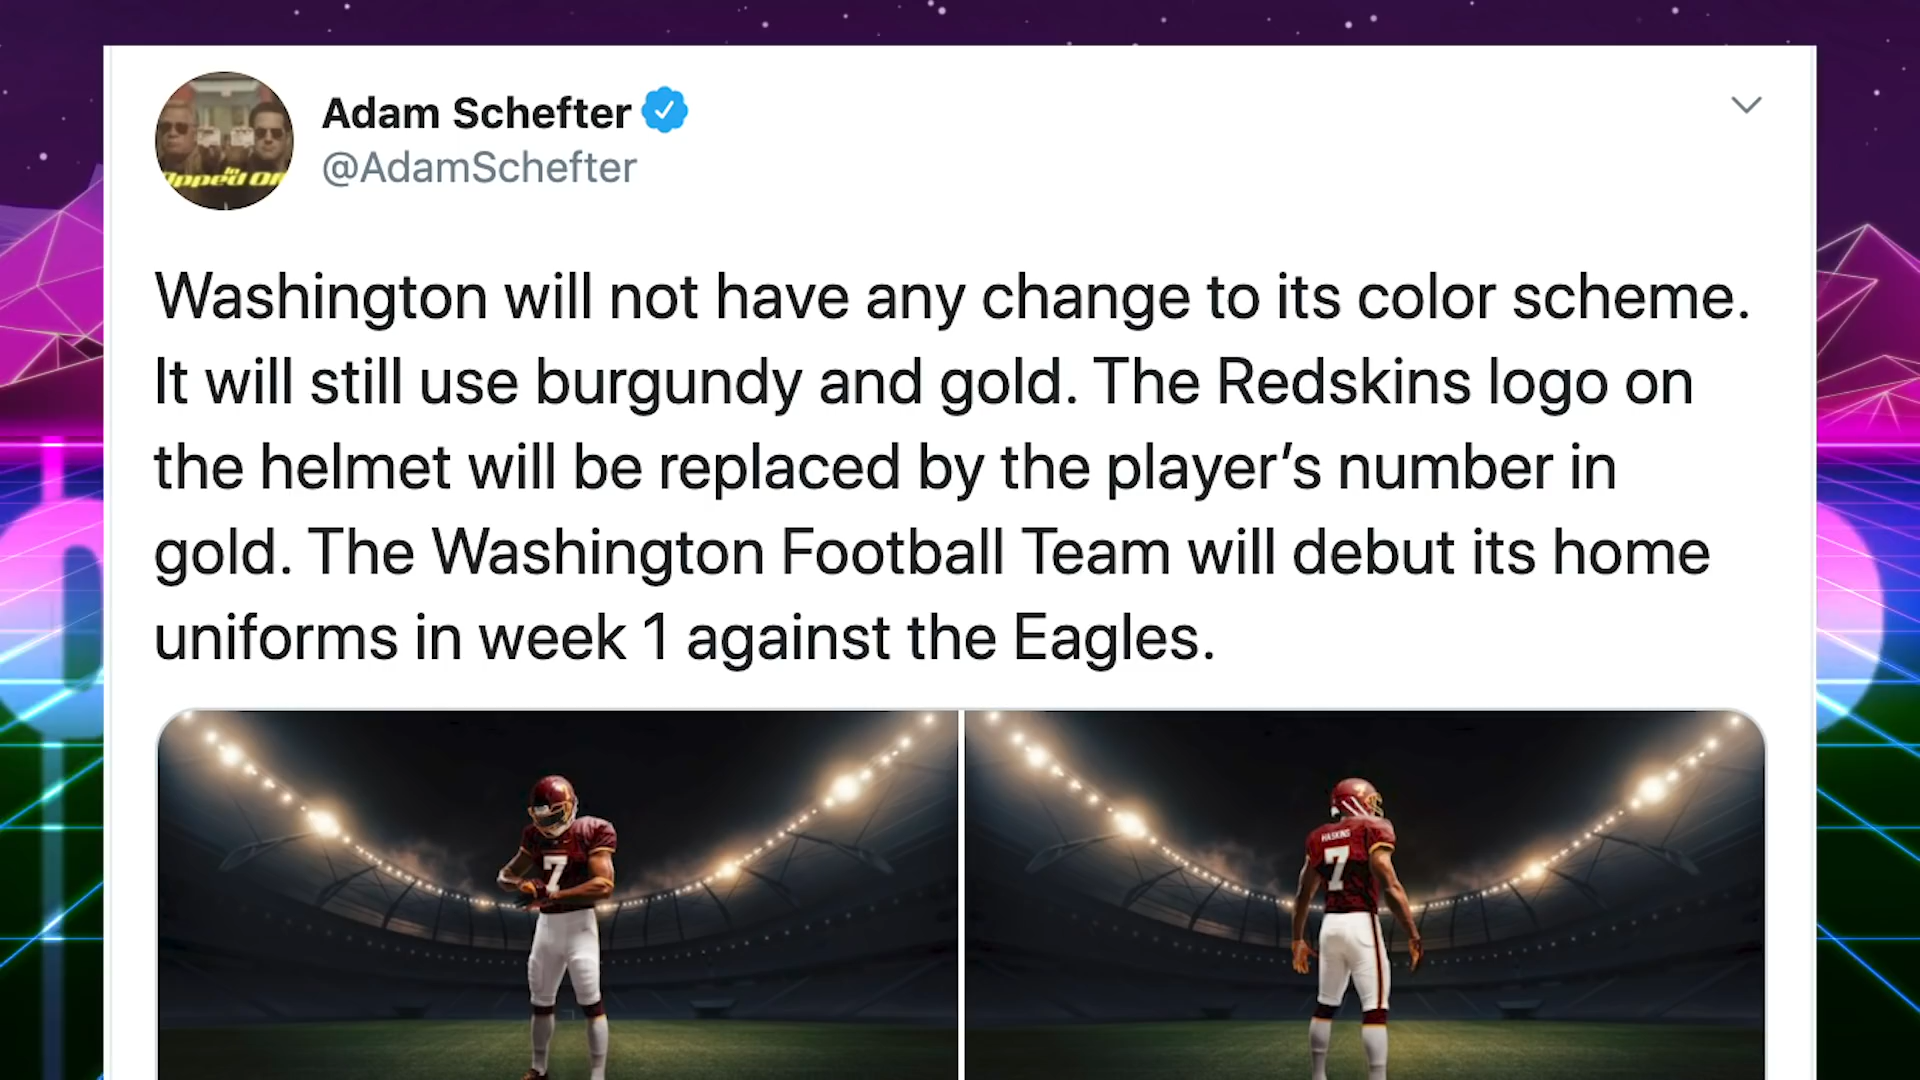 Adam Schefter
@AdamSchefter
Washington will not have any change to its color scheme.
It will still use burgundy and gold. The Redskins logo on
the helmet will be replaced by the player’s number in
gold. The Washington Football Team will debut its home
uniforms in week 1 against the Eagles.
7
HASKINS
7